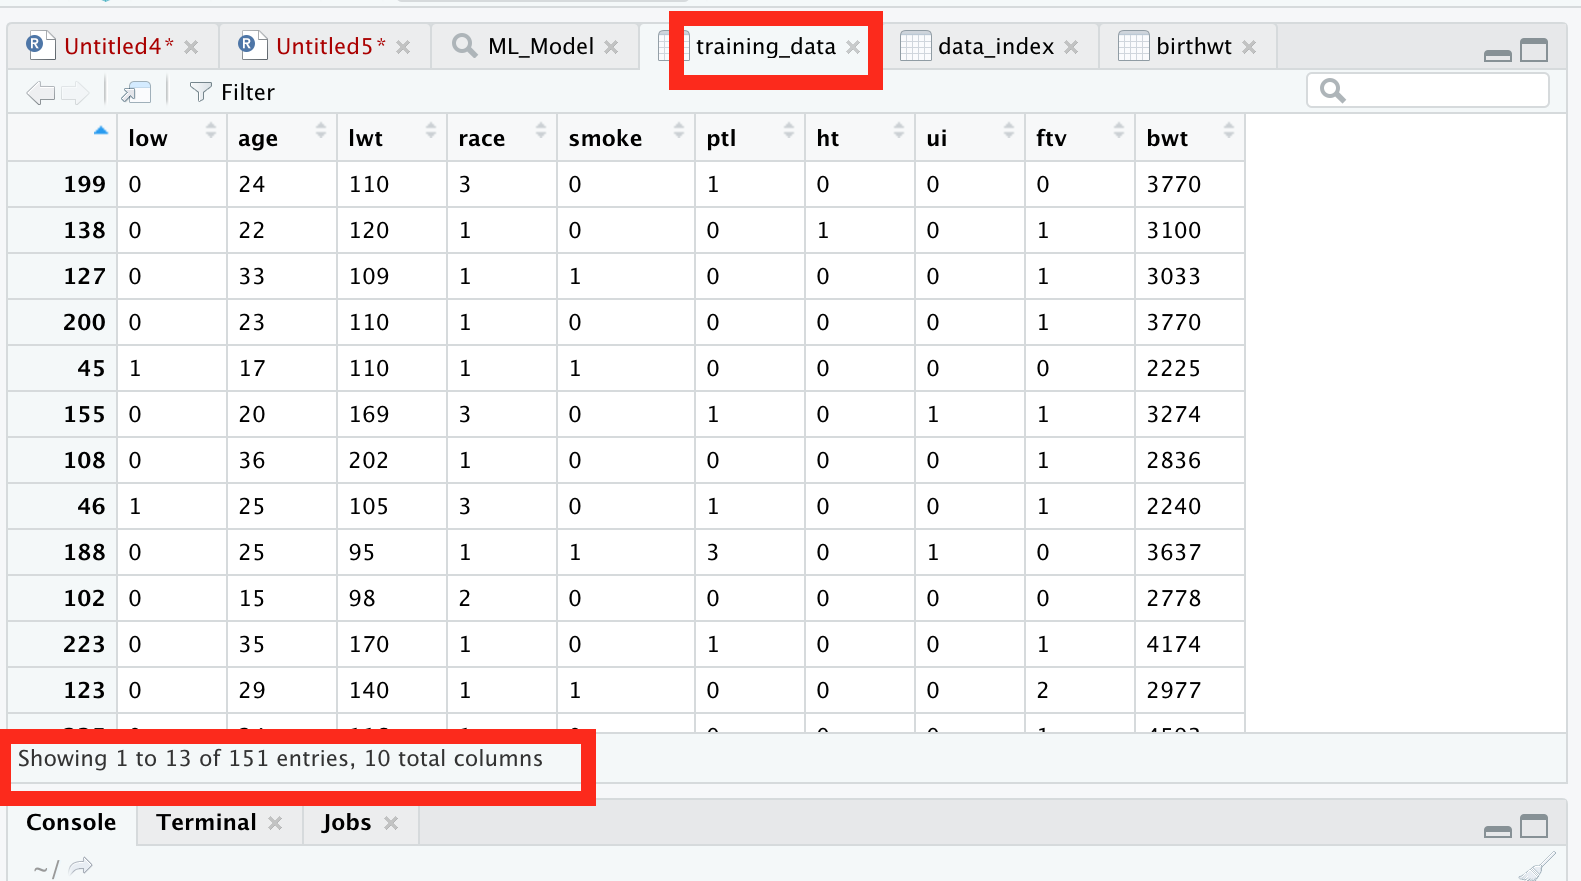 Untitled4* Untitled5* ML_Model training_data data_index birthwt
Filter
low age lwt race smoke ptl ht ui ftv bwt
199 0 24 110 3 0 1 0 0 0 3770
138 0 22 120 1 0 0 1 0 1 3100
127 0 33 109 1 1 0 0 0 1 3033
200 0 23 110 1 0 0 0 0 1 3770
45 1 17 110 1 1 0 0 0 0 2225
155 0 20 169 3 0 1 0 1 1 3274
108 0 36 202 1 0 0 0 0 1 2836
46 1 25 105 3 0 1 0 0 1 2240
188 0 25 95 1 1 3 0 1 0 3637
102 0 15 98 2 0 0 0 0 0 2778
223 0 35 170 1 0 1 0 0 1 4174
123 0 29 140 1 1 0 0 0 2 2977
Showing 1 to 13 of 151 entries, 10 total columns
Console Terminal Jobs
~/